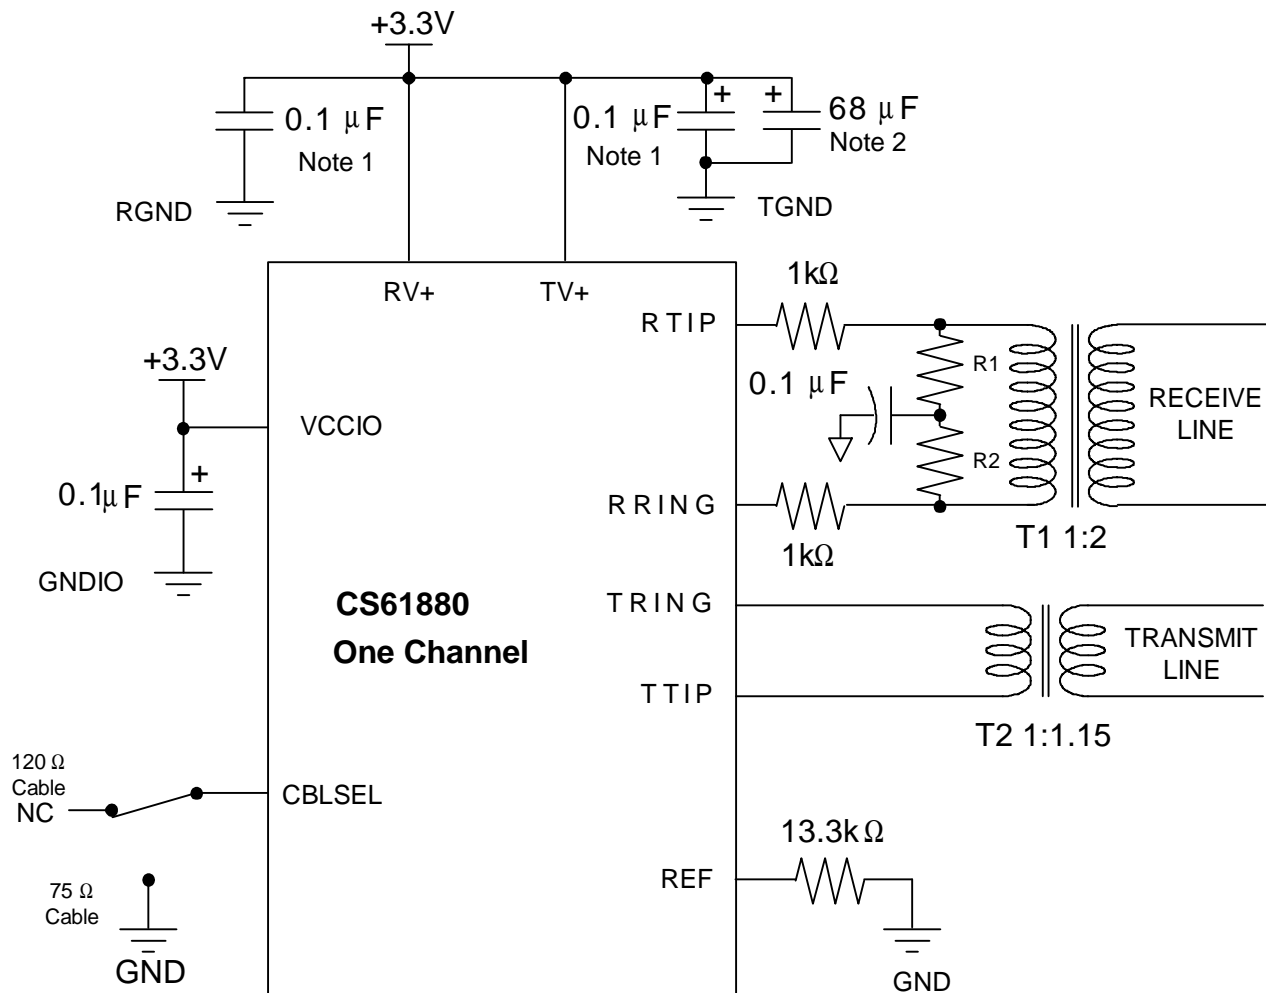 +3.3V
0.1 μF
Note 1
0.1 μF
Note 1
+
+
68 μF
Note 2
RGND
TGND
RV+
TV+
RTIP
1kΩ
+3.3V
VCCIO
0.1 μF
R1
R2
RECEIVE
LINE
+
0.1μF
RRING
1kΩ
T1 1:2
GNDIO
CS61880
One Channel
TRING
TTIP
TRANSMIT
LINE
T2 1:1.15
120 Ω
Cable
NC
CBLSEL
13.3kΩ
REF
75 Ω
Cable
GND
GND